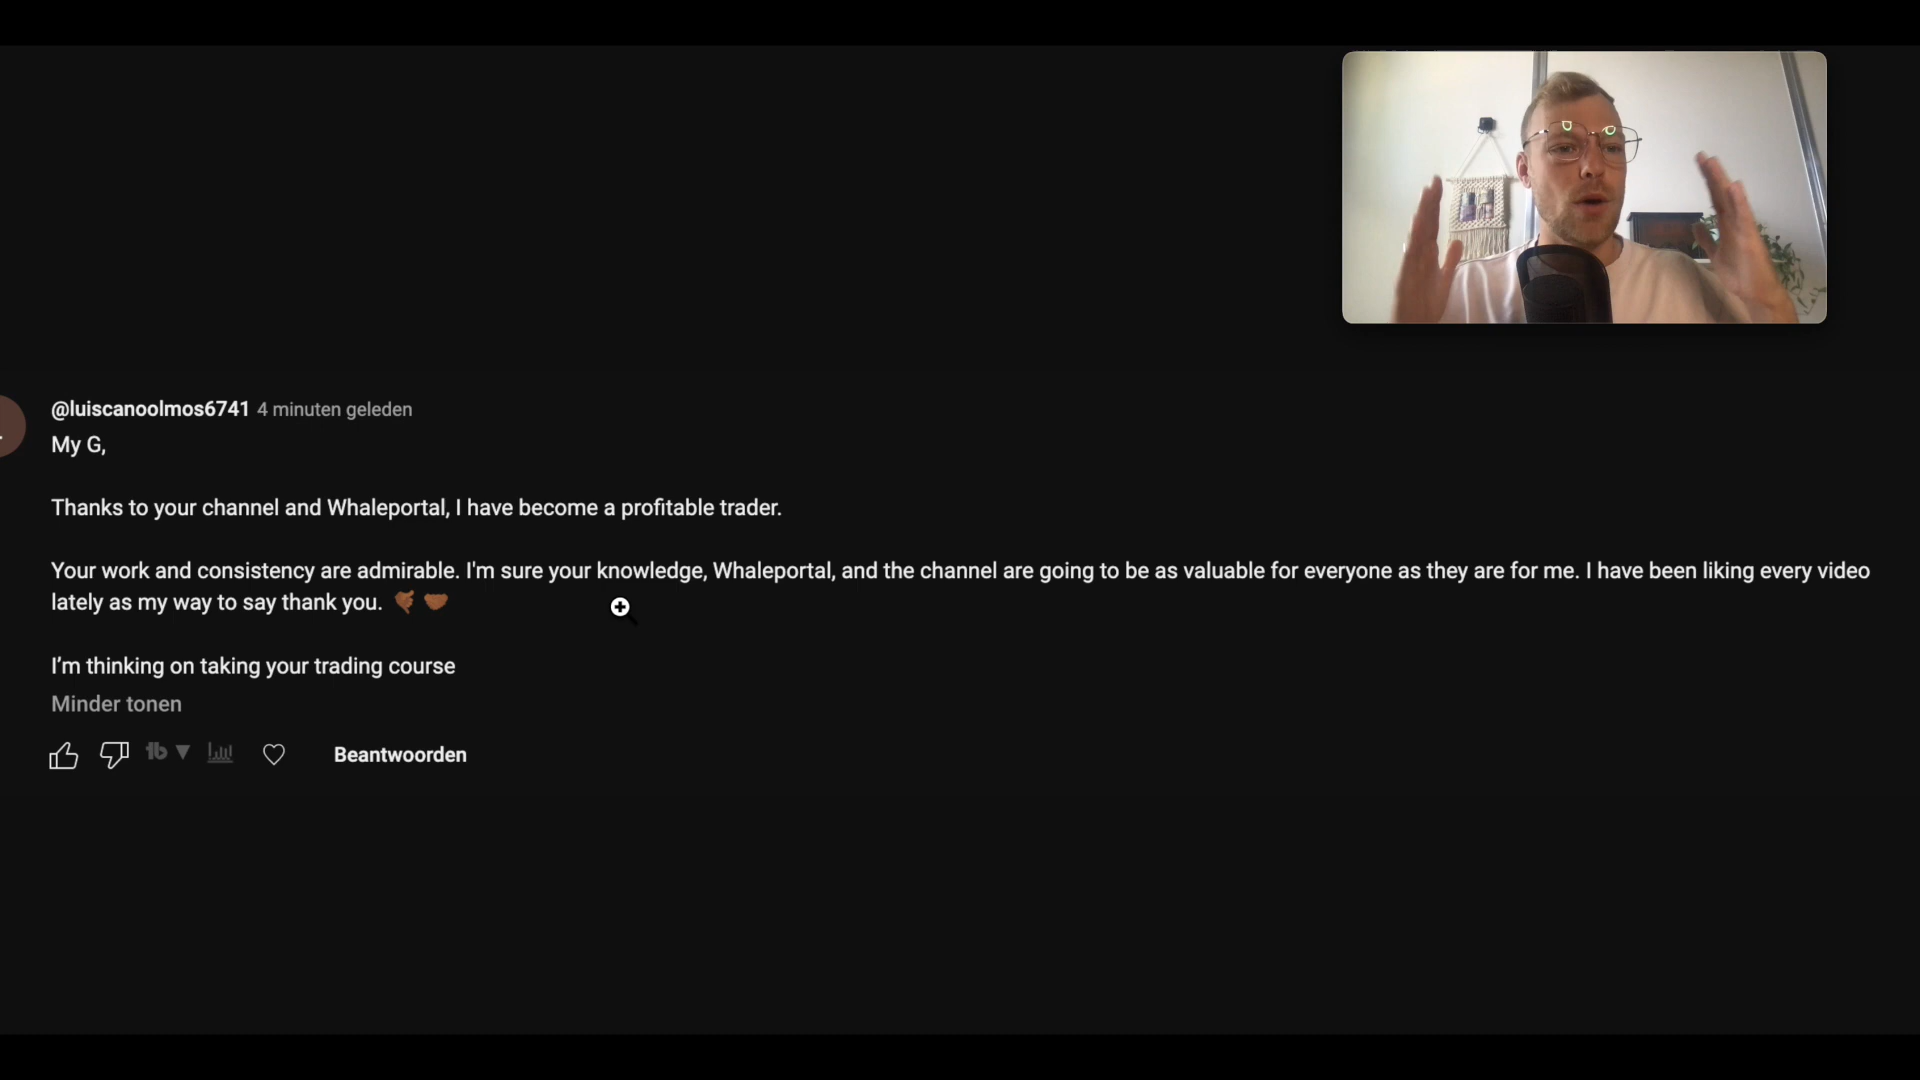 @luiscanoolmos6741 4 minuten geleden
My G,
Thanks to your channel and Whaleportal, I have become a profitable trader.
Your work and consistency are admirable. I'm sure your knowledge, Whaleportal, and the channel are going to be as valuable for everyone as they are for me. I have been liking every video
lately as my way to say thank you.
I'm thinking on taking your trading course
Minder tonen
Beantwoorden